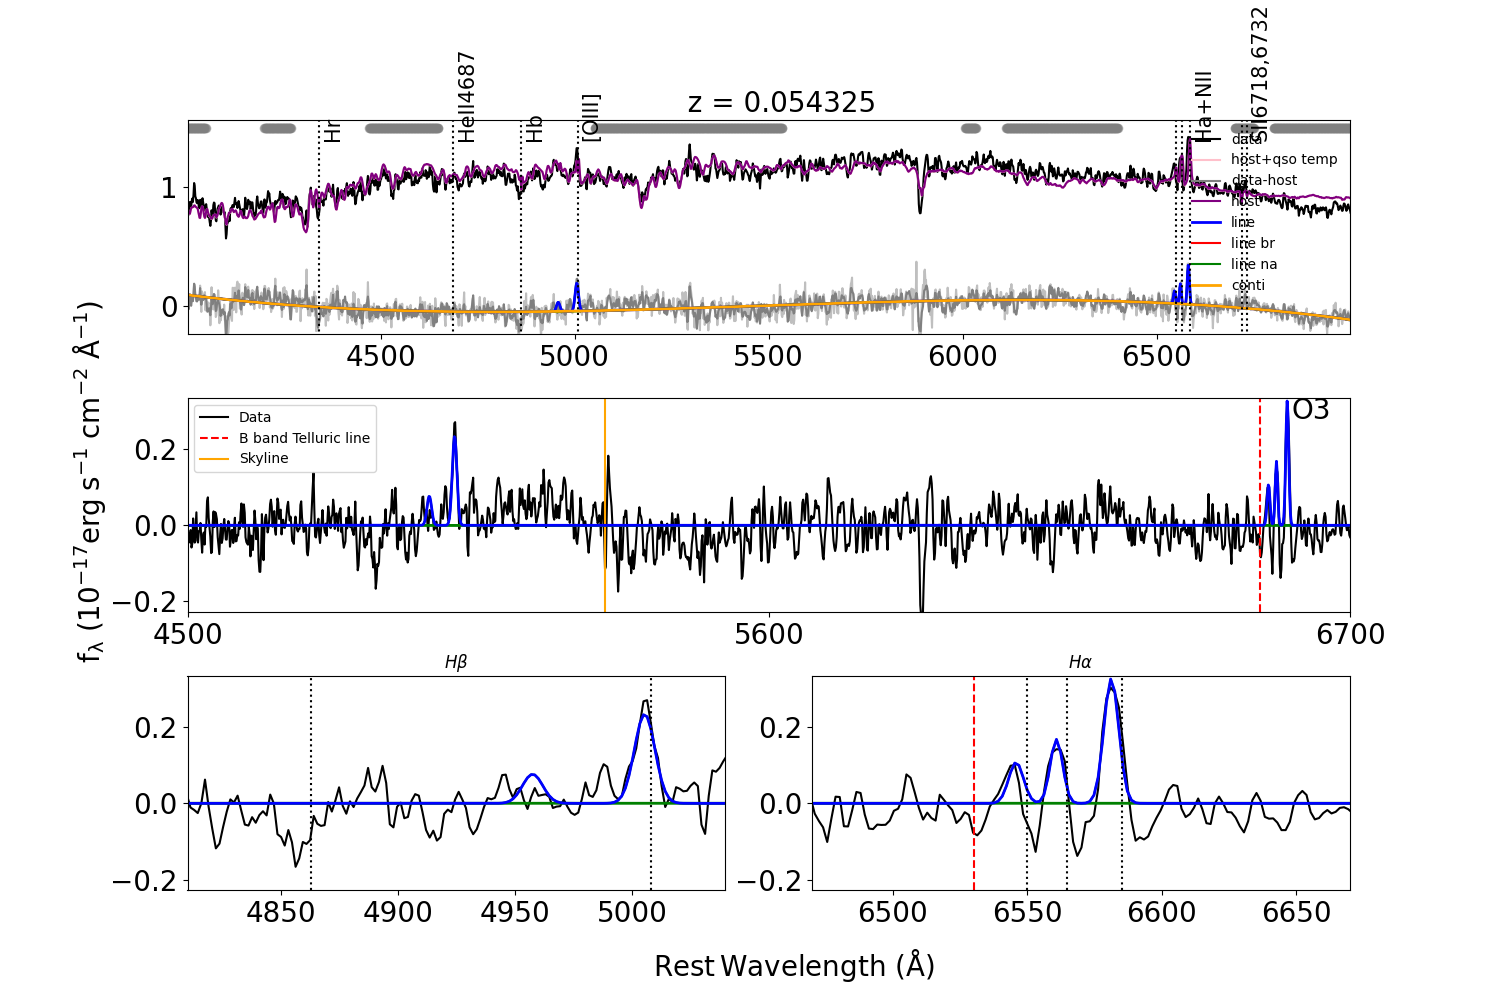 z = 0.054325
Hr
HeII4687
Hb
[OIII]
Ha+NII
SII6718,6732
data
host+qso temp
data-host
host
line
line br
line na
conti
1
0
4500 5000 5500 6000 6500
fλ (10⁻¹⁷erg s⁻¹ cm⁻² Å⁻¹)
Data
B band Telluric line
Skyline
O3
0.2
0.0
−0.2
4500 5600 6700
Hβ
0.2
0.0
−0.2
4850 4900 4950 5000
Hα
0.2
0.0
−0.2
6500 6550 6600 6650
Rest Wavelength (Å)